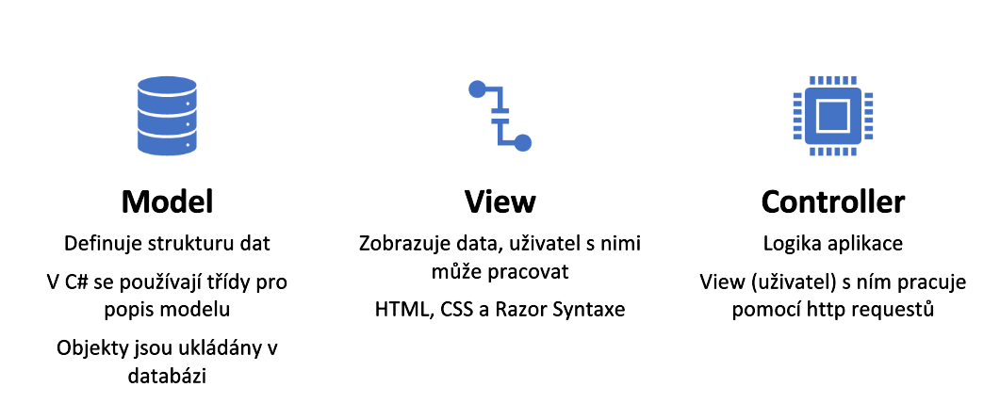 Model
Definuje strukturu dat
V C# se používají třídy pro
popis modelu
Objekty jsou ukládány v
databázi
View
Zobrazuje data, uživatel s nimi
může pracovat
HTML, CSS a Razor Syntaxe
Controller
Logika aplikace
View (uživatel) s ním pracuje
pomocí http requestů